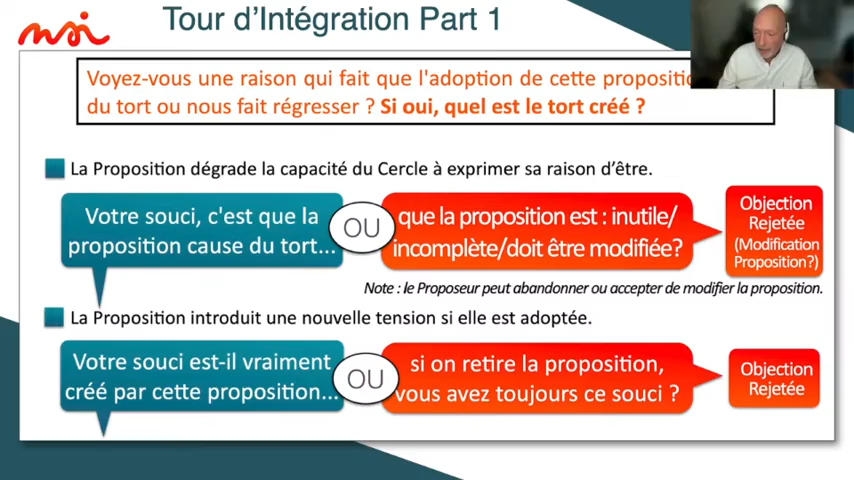 Tour d'Intégration Part 1
Voyez-vous une raison qui fait que l'adoption de cette
du tort ou nous fait régresser ? Si oui, quel est le tort créé ?
La Proposition dégrade la capacité du Cercle à exprimer sa raison d'être.
Votre souci, c'est que la
proposition cause du tort...
OU
que la proposition est : inutile/
incomplète/doit être modifiée?
Objection
Rejetée
(Modification
Proposition?)
Note : le Proposeur peut abandonner ou accepter de modifier la proposition.
La Proposition introduit une nouvelle tension si elle est adoptée.
Votre souci est-il vraiment
créé par cette proposition...
OU
si on retire la proposition,
vous avez toujours ce souci ?
Objection
Rejetée